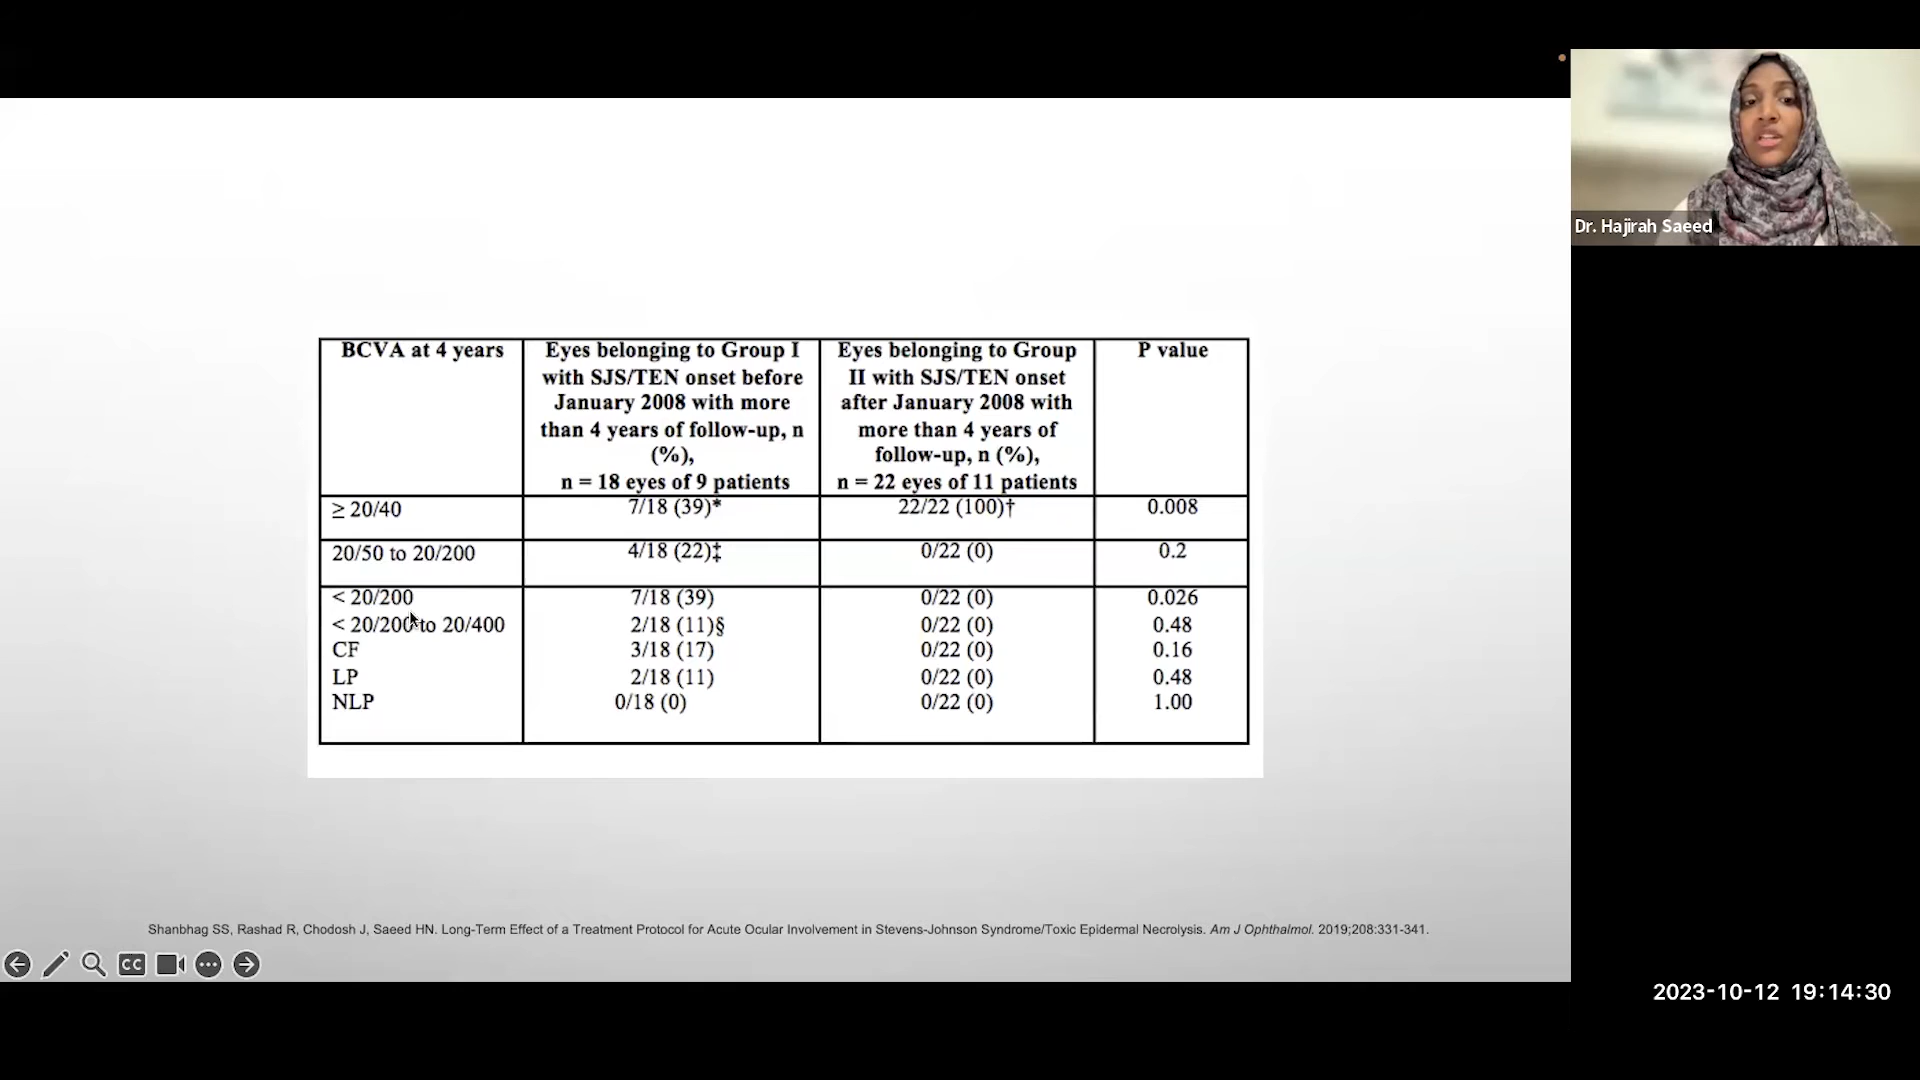 Dr. Hajirah Saeed
BCVA at 4 years
Eyes belonging to Group I
with SJS/TEN onset before
January 2008 with more
than 4 years of follow-up, n
(%),
n = 18 eyes of 9 patients
Eyes belonging to Group
II with SJS/TEN onset
after January 2008 with
more than 4 years of
follow-up, n (%),
n = 22 eyes of 11 patients
P value
≥ 20/40 7/18 (39)* 22/22 (100)† 0.008
20/50 to 20/200 4/18 (22)‡ 0/22 (0) 0.2
< 20/200 7/18 (39) 0/22 (0) 0.026
< 20/200 to 20/400 2/18 (11)§ 0/22 (0) 0.48
CF 3/18 (17) 0/22 (0) 0.16
LP 2/18 (11) 0/22 (0) 0.48
NLP 0/18 (0) 0/22 (0) 1.00
Shanbhag SS, Rashad R, Chodosh J, Saeed HN. Long-Term Effect of a Treatment Protocol for Acute Ocular Involvement in Stevens-Johnson Syndrome/Toxic Epidermal Necrolysis. Am J Ophthalmol. 2019;208:331-341.
CC
2023-10-12 19:14:30